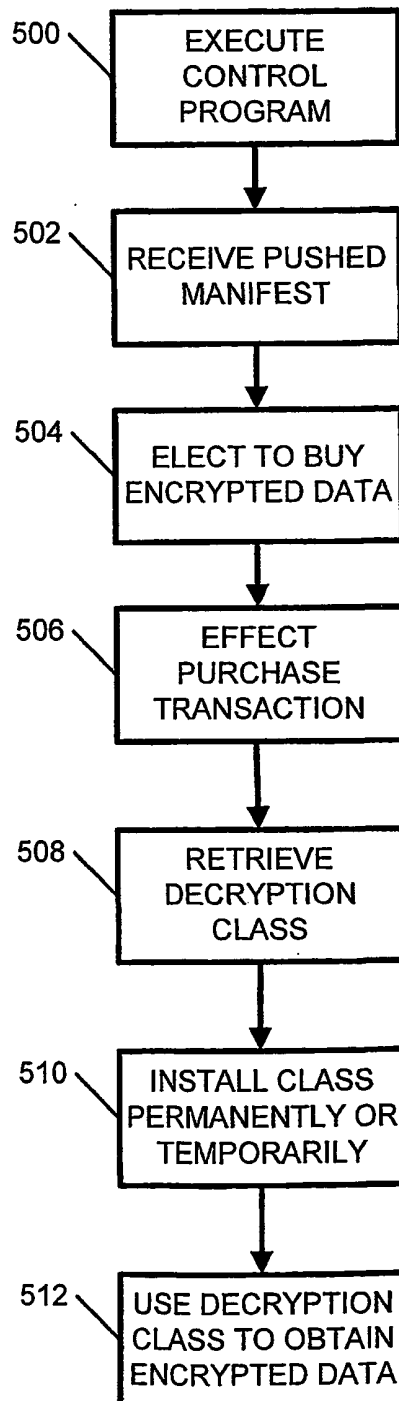 500
EXECUTE
CONTROL
PROGRAM
502
RECEIVE PUSHED
MANIFEST
504
ELECT TO BUY
ENCRYPTED DATA
506
EFFECT
PURCHASE
TRANSACTION
508
RETRIEVE
DECRYPTION
CLASS
510
INSTALL CLASS
PERMANENTLY OR
TEMPORARILY
512
USE DECRYPTION
CLASS TO OBTAIN
ENCRYPTED DATA